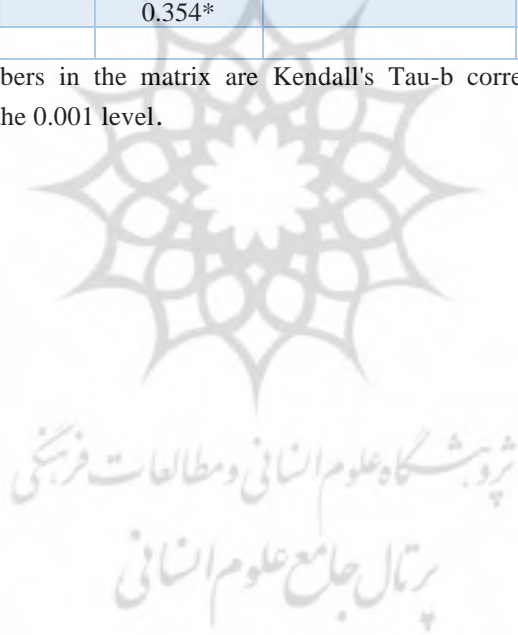 0.354*
bers in the matrix are Kendall's Tau-b corre
he 0.001 level.
پژوهشگاه علوم انسانی و مطالعات فرهنگی
پرتال جامع علوم انسانی